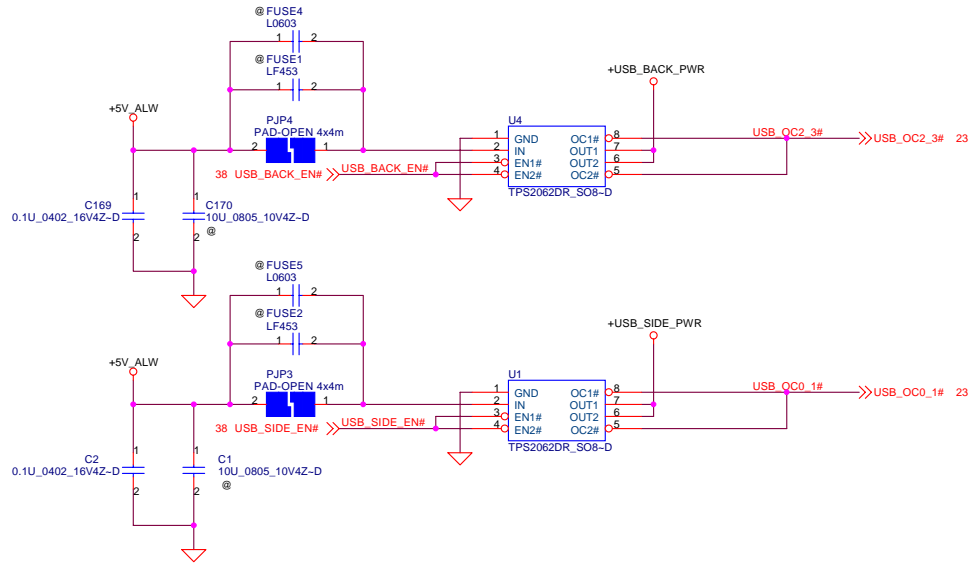 @ FUSE4
L0603
1 2
@ FUSE1
LF453
1 2
+5V_ALW
PJP4
PAD-OPEN 4x4m
2 1
+USB_BACK_PWR
U4
1 GND OC1# 8
2 IN OUT1 7
3 EN1# OUT2 6
4 EN2# OC2# 5
TPS2062DR_SO8~D
USB_OC2_3#
USB_OC2_3# 23
38 USB_BACK_EN#
USB_BACK_EN#
1
C169
0.1U_0402_16V4Z~D
2
1
C170
10U_0805_10V4Z~D
2
@
@ FUSE5
L0603
1 2
@ FUSE2
LF453
1 2
+5V_ALW
PJP3
PAD-OPEN 4x4m
2 1
+USB_SIDE_PWR
U1
1 GND OC1# 8
2 IN OUT1 7
3 EN1# OUT2 6
4 EN2# OC2# 5
TPS2062DR_SO8~D
USB_OC0_1#
USB_OC0_1# 23
38 USB_SIDE_EN#
USB_SIDE_EN#
1
C2
0.1U_0402_16V4Z~D
2
1
C1
10U_0805_10V4Z~D
2
@